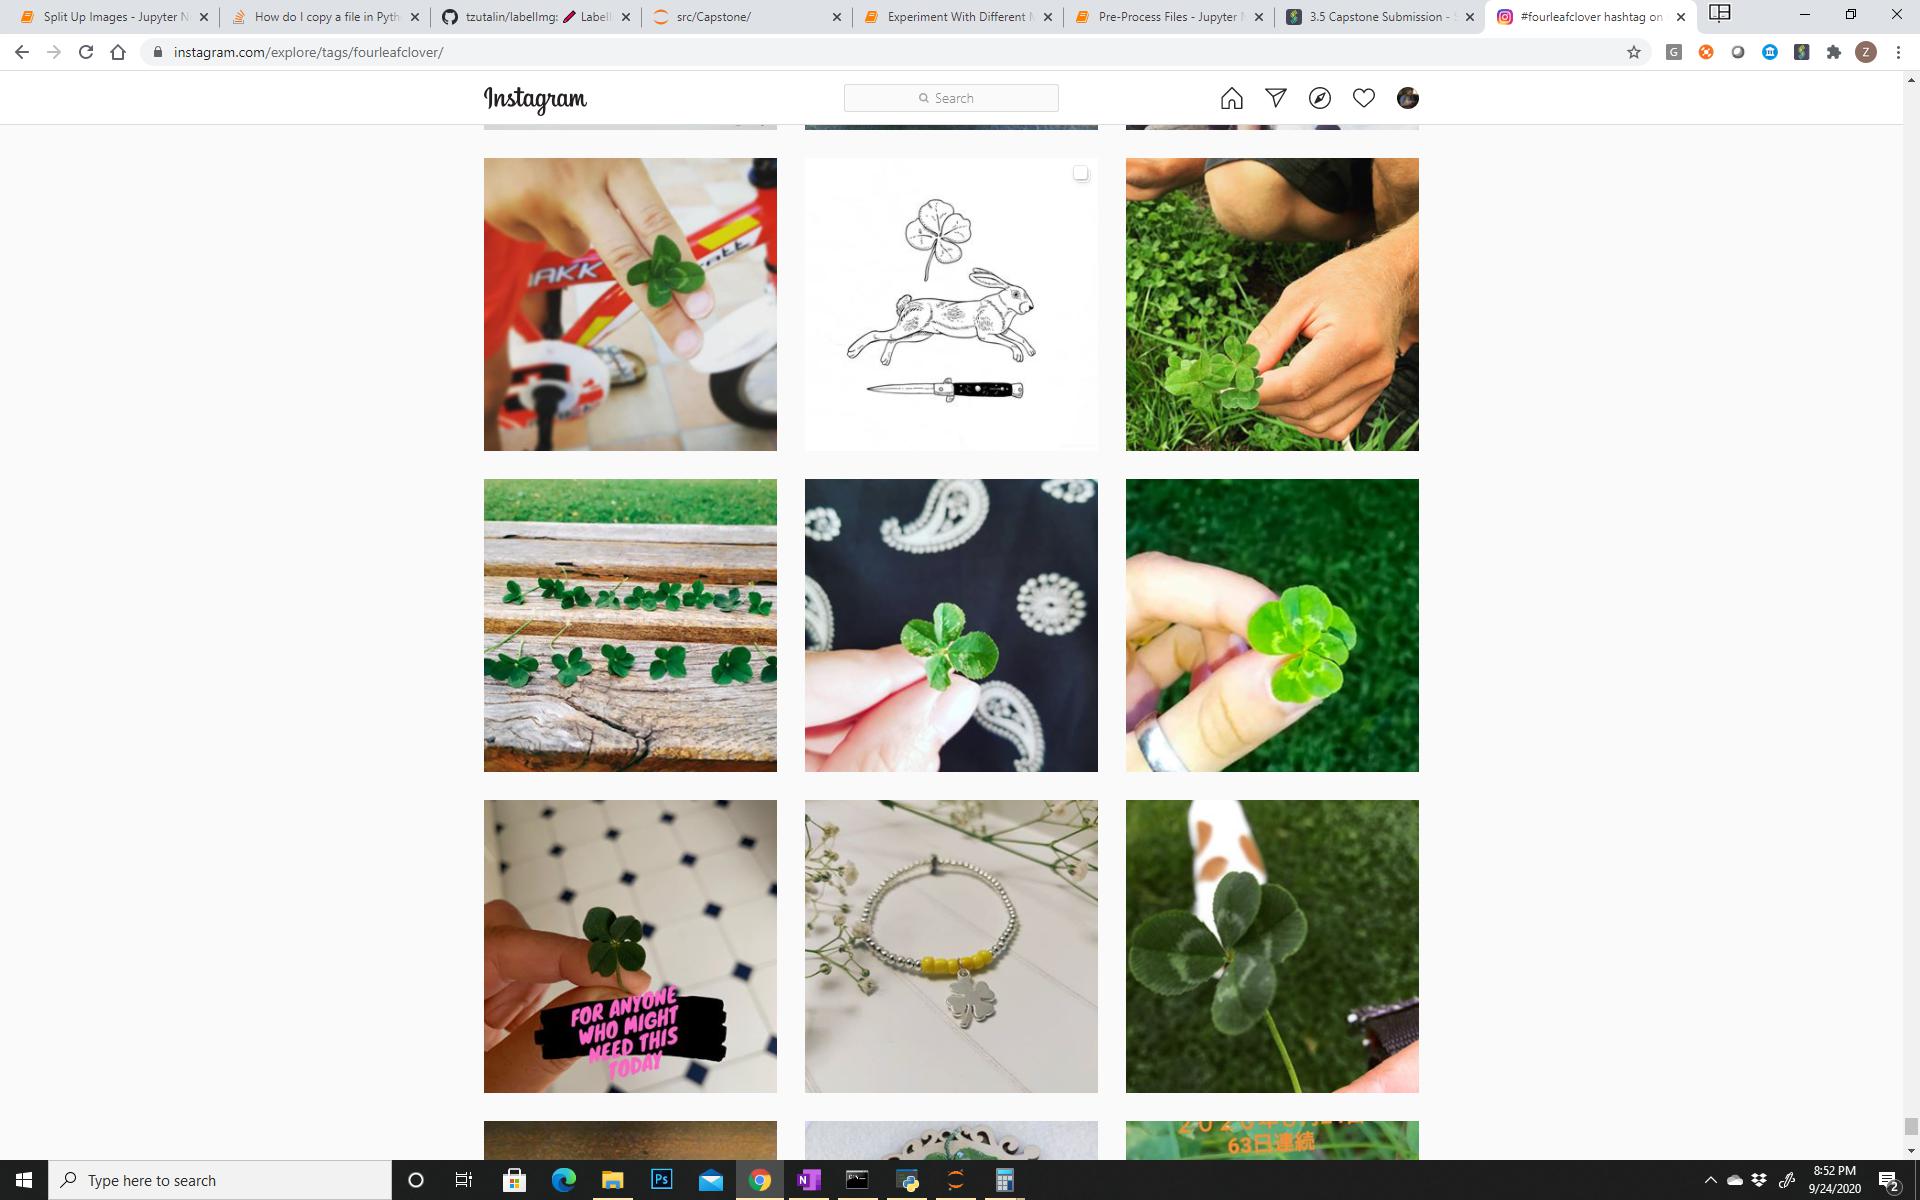 Split Up Images - Jupyter N
How do I copy a file in Pyth
tzutalin/labelImg: Label
src/Capstone/
Experiment With Different
Pre-Process Files - Jupyter
3.5 Capstone Submission -
#fourleafclover hashtag on
instagram.com/explore/tags/fourleafclover/
G
Z
Instagram
Search
AKK
att
FOR ANYONE
WHO MIGHT
NEED THIS
TODAY
63日連続
Type here to search
Ps
N
8:52 PM
9/24/2020
2